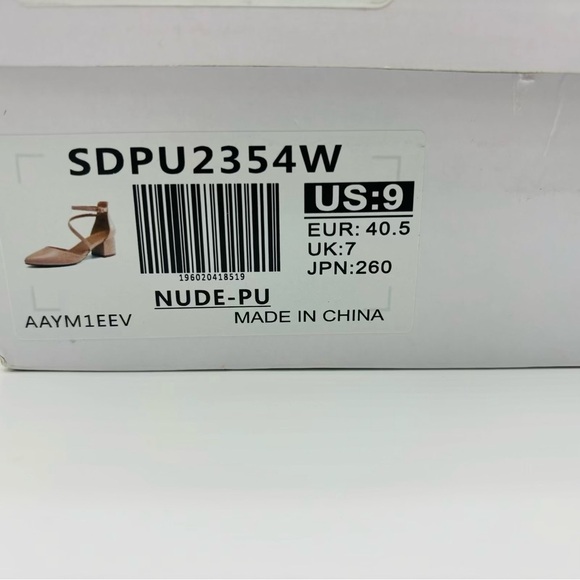 SDPU2354W
US:9
EUR: 40.5
UK:7
JPN:260
196020418519
NUDE-PU
AAYM1EEV
MADE IN CHINA